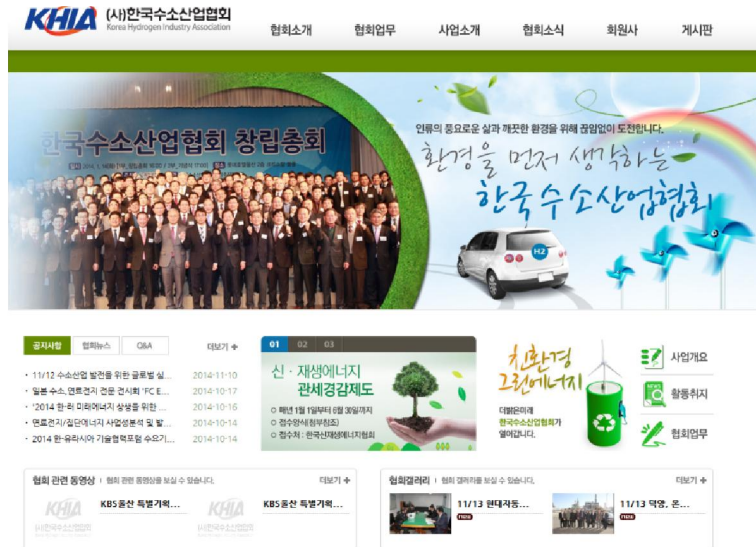 KHIA (사)한국수소산업협회
Korea Hydrogen Industry Association
협회소개 협회업무 사업소개 협회소식 회원사 게시판
한국수소산업협회 창립총회
인류의 풍요로운 삶과 깨끗한 환경을 위해 끊임없이 도전합니다.
환경을 먼저 생각하는
한국수소산업협회
H2
공지사항 협회뉴스 Q&A 더보기 +
· 11/12 수소산업 발전을 위한 글로벌 실... 2014-11-10
· 일본 수소,연료전지 전문 전시회 'FC E... 2014-10-17
· '2014 한-러 미래에너지 상생을 위한 ... 2014-10-16
· 연료전지/집단에너지 사업성분석 및 발... 2014-10-14
· 2014 한-유라시아 기술협력포럼 수요기... 2014-10-14
01 02 03
신 · 재생에너지
관세경감제도
매년 1월 1일부터 6월 30일까지
접수양식(첨부참조)
접수처 : 한국신재생에너지협회
친환경
그린에너지
더밝은미래
한국수소산업협회가
열어갑니다.
사업개요
NEWS
활동취지
협회업무
협회 관련 동영상 협회 관련 동영상을 보실 수 있습니다. 더보기 +
KHIA KBS울산 특별기획...
(사)한국수소산업협회
KHIA KBS울산 특별기획...
(사)한국수소산업협회
협회갤러리 협회 갤러리를 보실 수 있습니다. 더보기 +
11/13 현대자동...
new
11/13 덕양, 온...
new